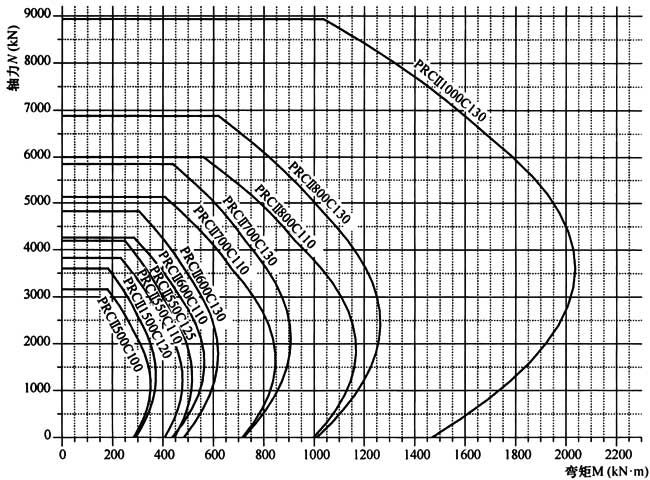 9000
8000
7000
6000
5000
4000
3000
2000
1000
0
轴力N(kN)
PRCⅡ1000C130
PRCⅡ800C130
PRCⅡ800C110
PRCⅡ700C130
PRCⅡ700C110
PRCⅡ600C130
PRCⅡ600C110
PRCⅡ550C125
PRCⅡ550C110
PRCⅡ1500C120
PRCⅡ500C100
0 200 400 600 800 1000 1200 1400 1600 1800 2000 2200
弯矩M(kN·m)